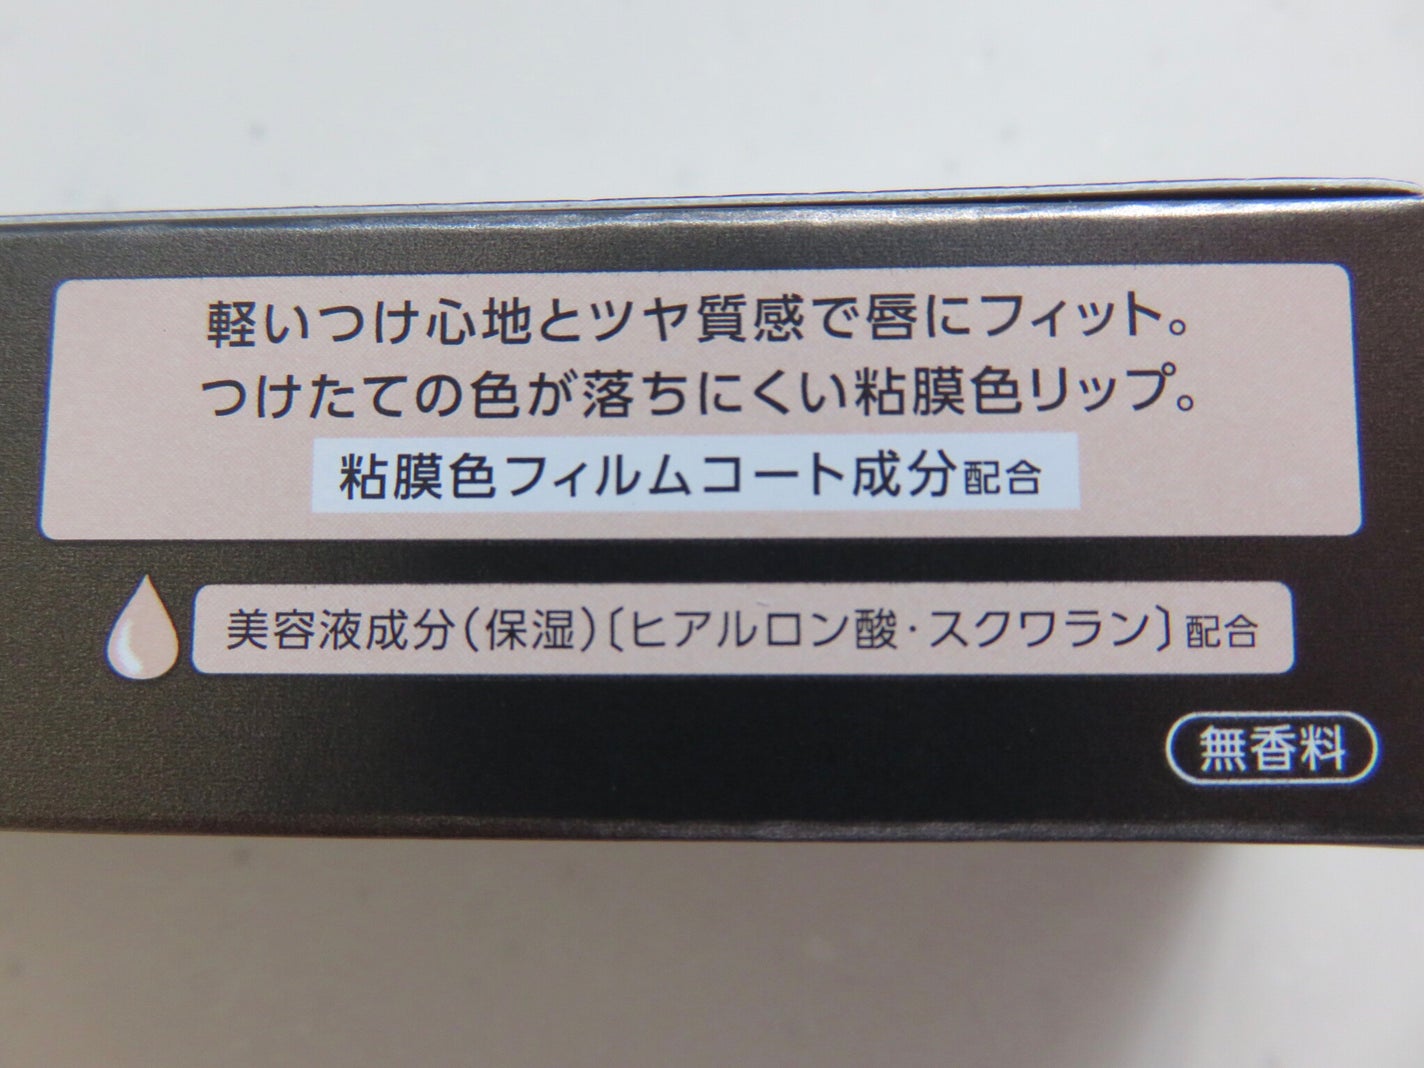 軽いつけ心地とツヤ質感で唇にフィット。
つけたての色が落ちにくい粘膜色リップ。
粘膜色フィルムコート成分配合
美容液成分(保湿)〔ヒアルロン酸・スクワラン〕配合
無香料